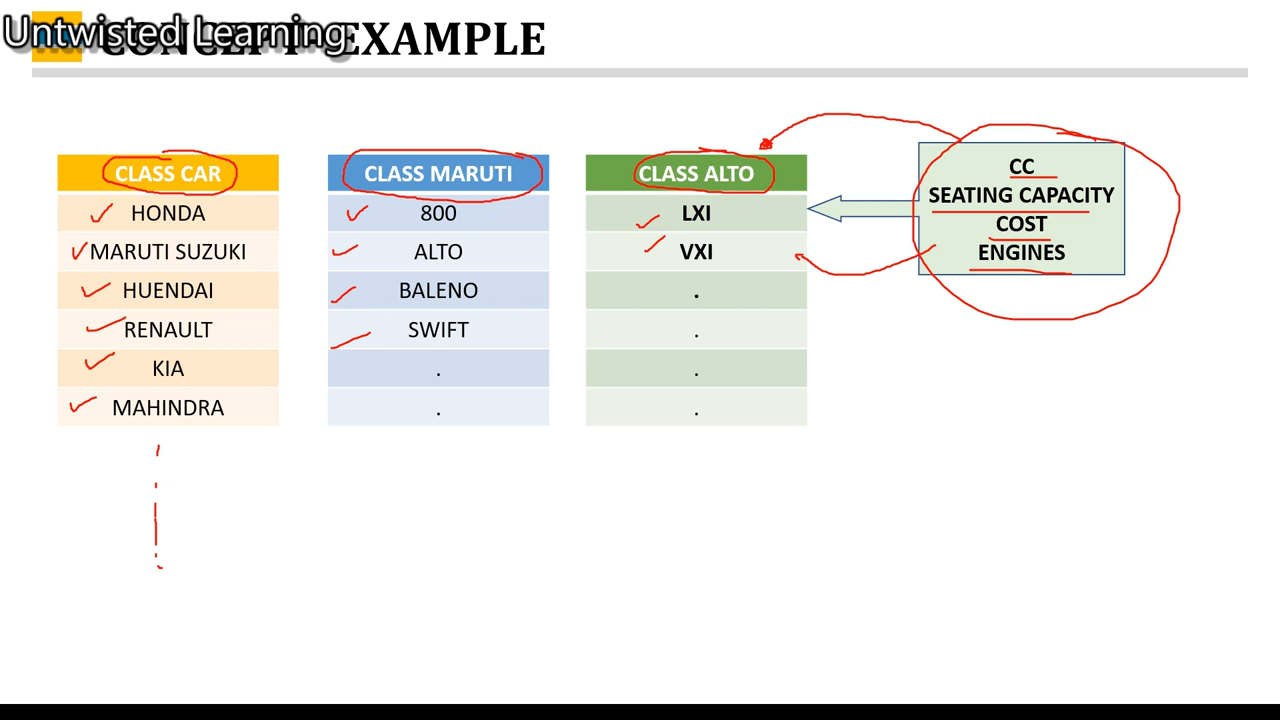 Untwisted Learning
CONCEPT- EXAMPLE
CLASS CAR
HONDA
MARUTI SUZUKI
HUENDAI
RENAULT
KIA
MAHINDRA
CLASS MARUTI
800
ALTO
BALENO
SWIFT
.
.
CLASS ALTO
LXI
VXI
.
.
.
.
CC
SEATING CAPACITY
COST
ENGINES